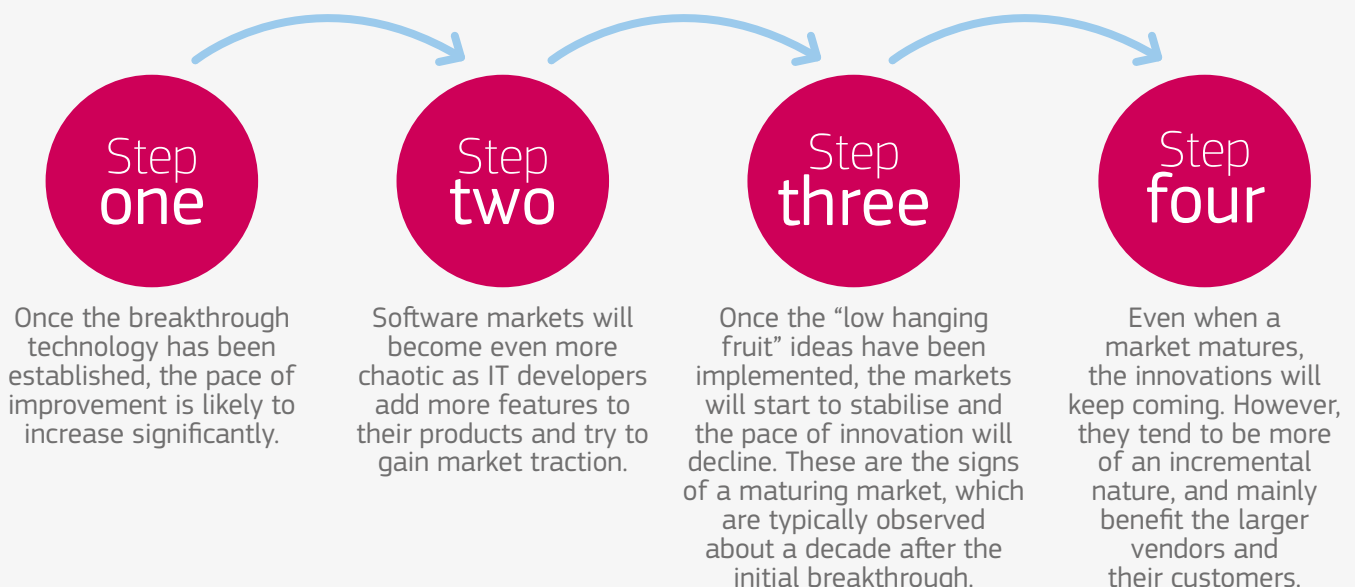 Step
one
Once the breakthrough
technology has been
established, the pace of
improvement is likely to
increase significantly.
Step
two
Software markets will
become even more
chaotic as IT developers
add more features to
their products and try to
gain market traction.
Step
three
Once the “low hanging
fruit” ideas have been
implemented, the markets
will start to stabilise and
the pace of innovation will
decline. These are the signs
of a maturing market, which
are typically observed
about a decade after the
initial breakthrough.
Step
four
Even when a
market matures,
the innovations will
keep coming. However,
they tend to be more
of an incremental
nature, and mainly
benefit the larger
vendors and
their customers.